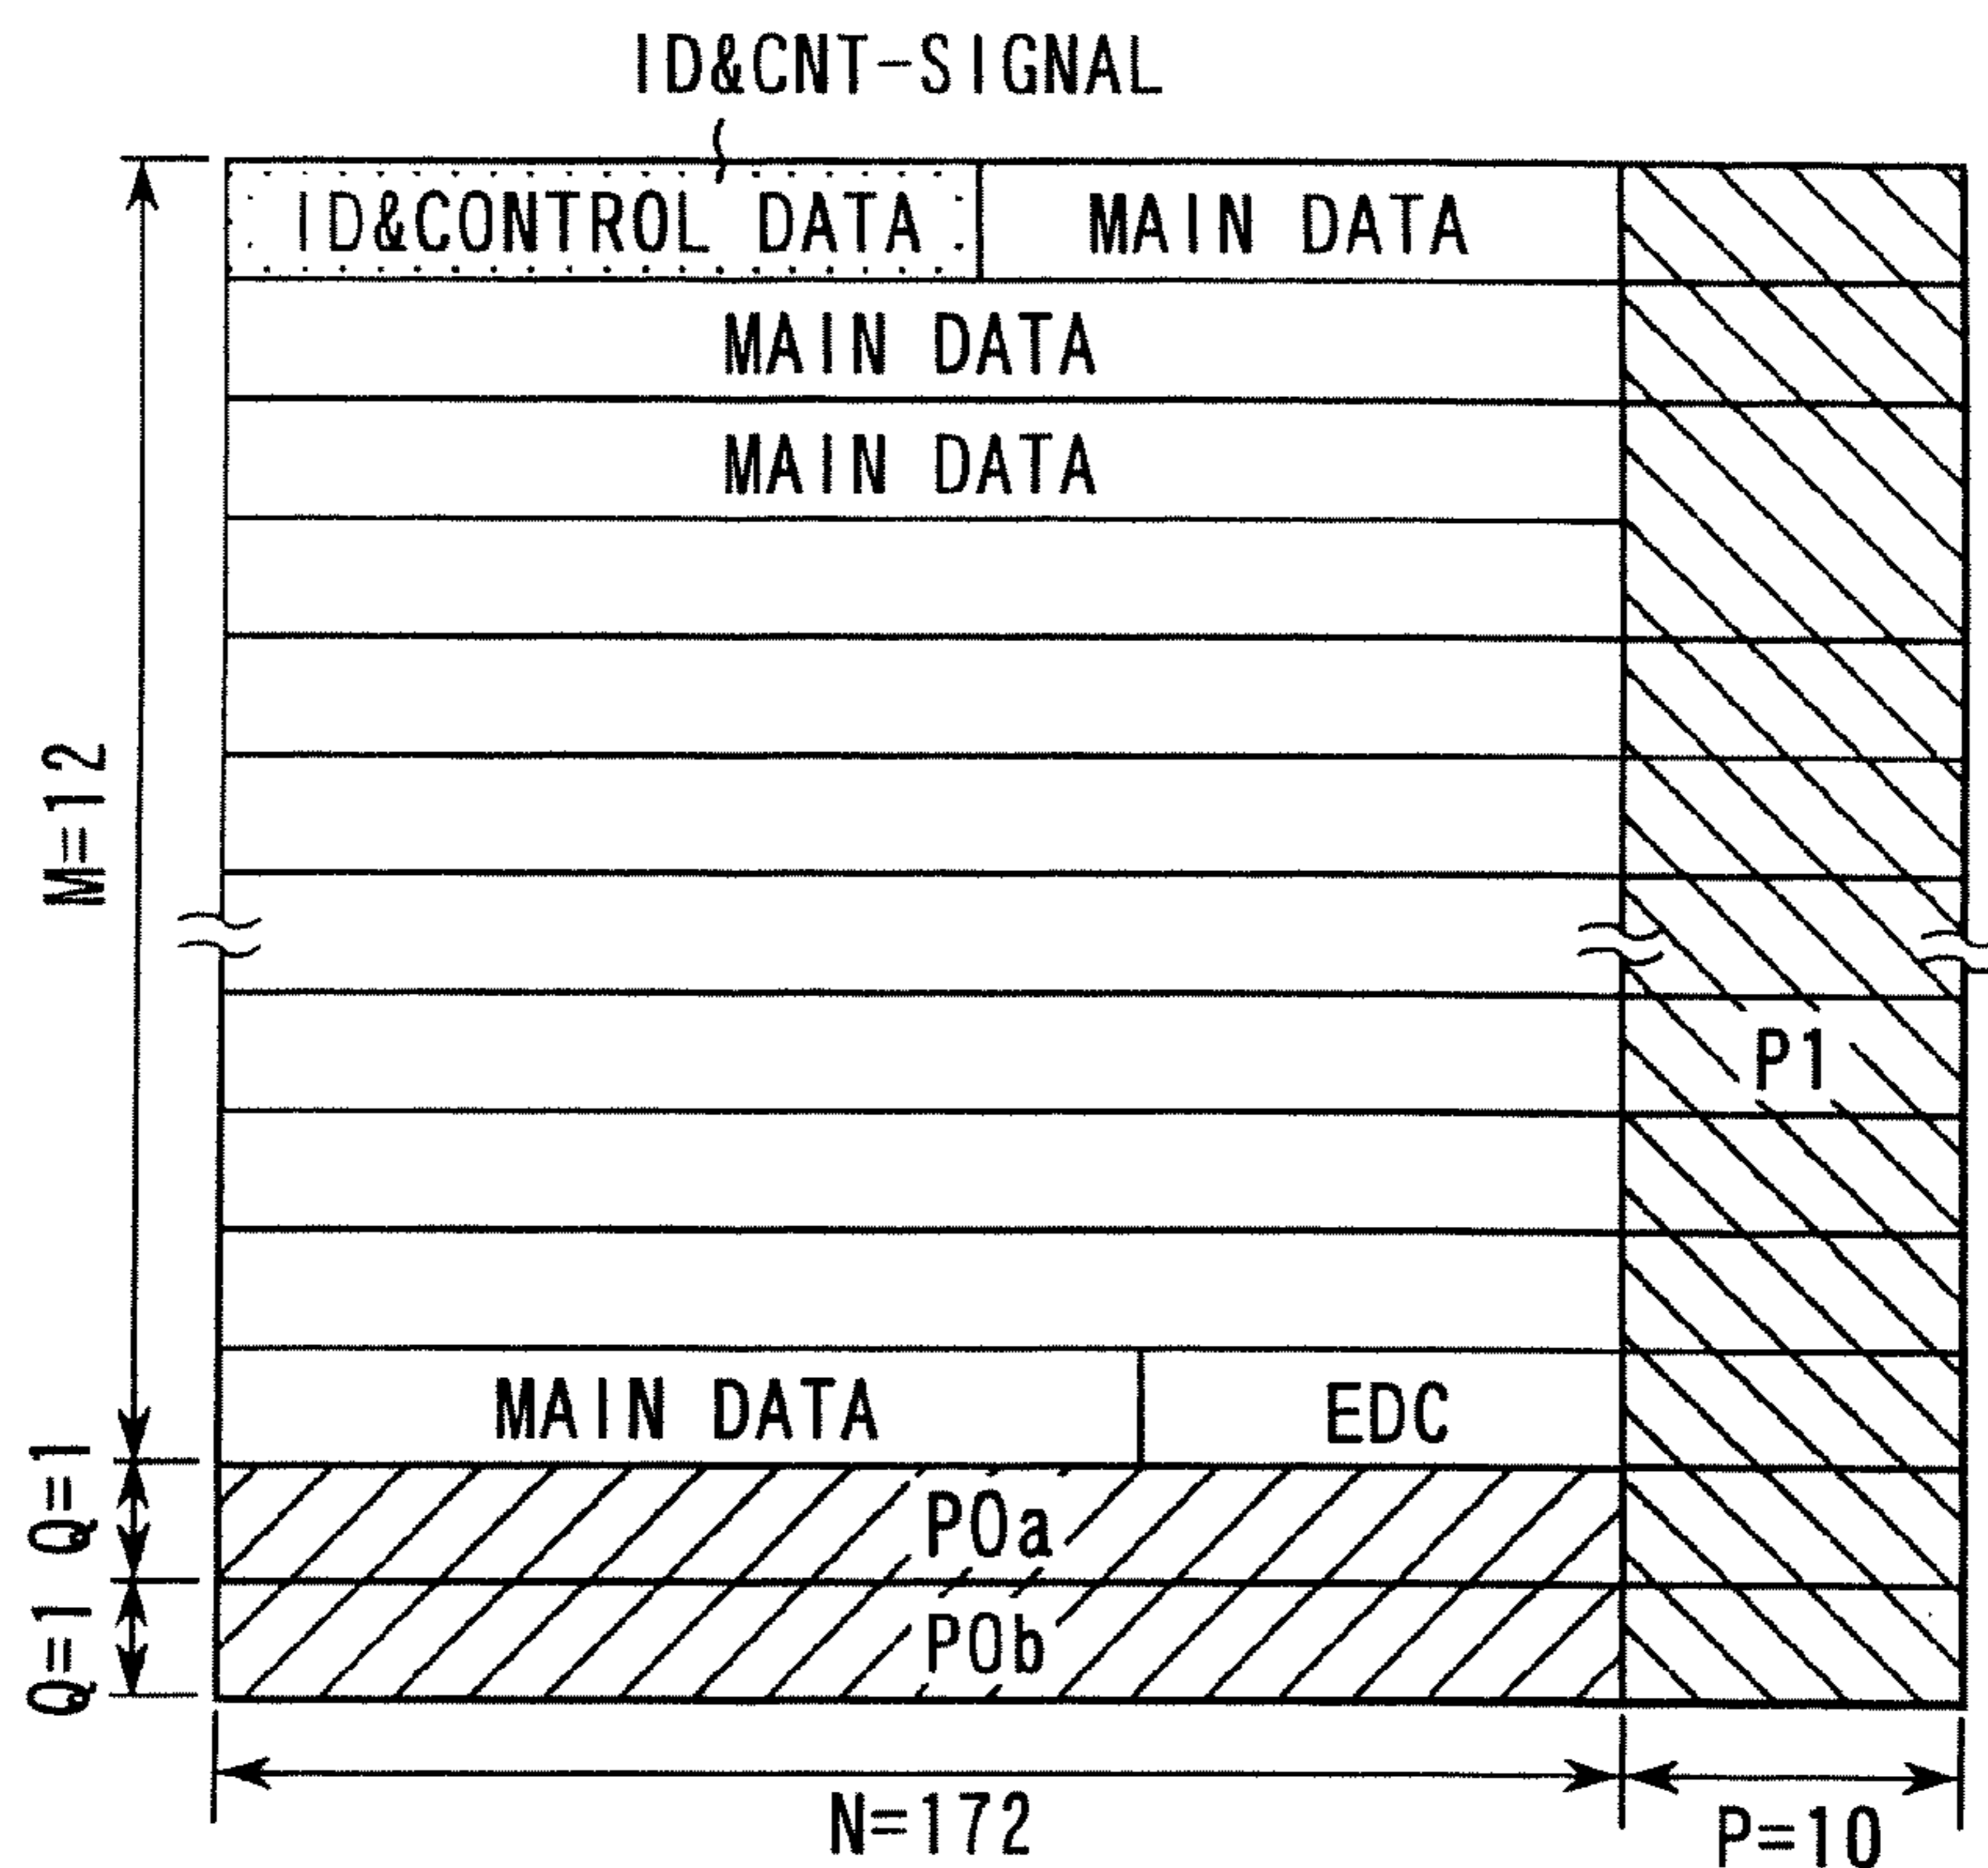 ID&CNT-SIGNAL
ID&CONTROL DATA
MAIN DATA
MAIN DATA
MAIN DATA
M=12
P1
MAIN DATA
EDC
Q=1
POa
Q=1
POb
N=172
P=10